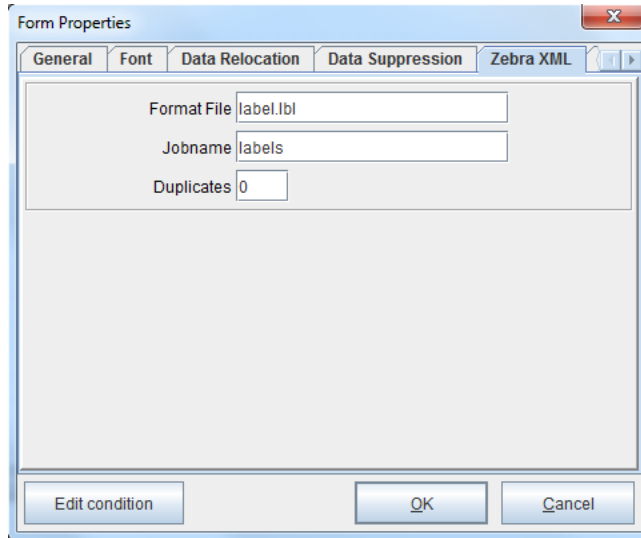 Form Properties
General Font Data Relocation Data Suppression Zebra XML
Format File label.lbl
Jobname labels
Duplicates 0
Edit condition OK Cancel